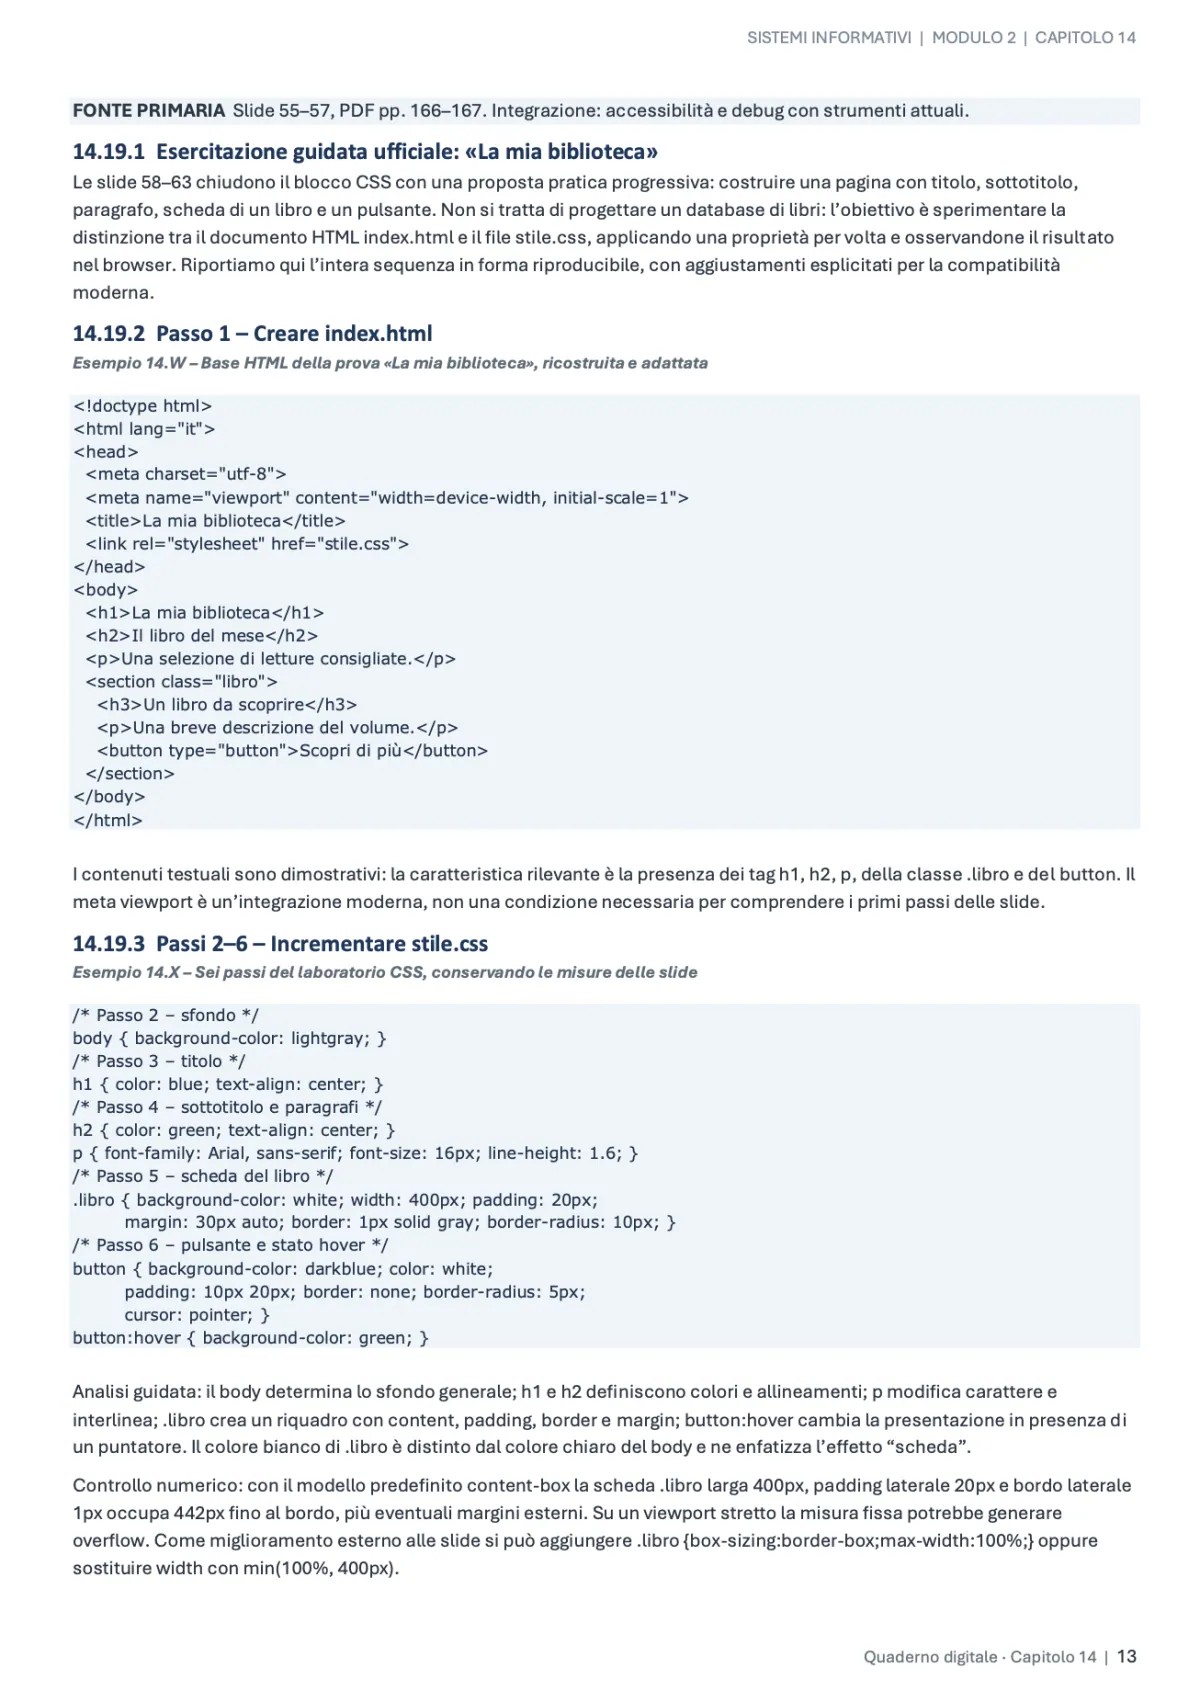 SISTEMI INFORMATIVI | MODULO 2 | CAPITOLO 14
FONTE PRIMARIA Slide 55–57, PDF pp. 166–167. Integrazione: accessibilità e debug con strumenti attuali.
14.19.1 Esercitazione guidata ufficiale: «La mia biblioteca»
Le slide 58–63 chiudono il blocco CSS con una proposta pratica progressiva: costruire una pagina con titolo, sottotitolo,
paragrafo, scheda di un libro e un pulsante. Non si tratta di progettare un database di libri: l’obiettivo è sperimentare la
distinzione tra il documento HTML index.html e il file stile.css, applicando una proprietà per volta e osservandone il risultato
nel browser. Riportiamo qui l’intera sequenza in forma riproducibile, con aggiustamenti esplicitati per la compatibilità
moderna.
14.19.2 Passo 1 – Creare index.html
Esempio 14.W – Base HTML della prova «La mia biblioteca», ricostruita e adattata
<!doctype html>
<html lang="it">
<head>
  <meta charset="utf-8">
  <meta name="viewport" content="width=device-width, initial-scale=1">
  <title>La mia biblioteca</title>
  <link rel="stylesheet" href="stile.css">
</head>
<body>
  <h1>La mia biblioteca</h1>
  <h2>Il libro del mese</h2>
  <p>Una selezione di letture consigliate.</p>
  <section class="libro">
    <h3>Un libro da scoprire</h3>
    <p>Una breve descrizione del volume.</p>
    <button type="button">Scopri di più</button>
  </section>
</body>
</html>
I contenuti testuali sono dimostrativi: la caratteristica rilevante è la presenza dei tag h1, h2, p, della classe .libro e del button. Il
meta viewport è un’integrazione moderna, non una condizione necessaria per comprendere i primi passi delle slide.
14.19.3 Passi 2–6 – Incrementare stile.css
Esempio 14.X – Sei passi del laboratorio CSS, conservando le misure delle slide
/* Passo 2 – sfondo */
body { background-color: lightgray; }
/* Passo 3 – titolo */
h1 { color: blue; text-align: center; }
/* Passo 4 – sottotitolo e paragrafi */
h2 { color: green; text-align: center; }
p { font-family: Arial, sans-serif; font-size: 16px; line-height: 1.6; }
/* Passo 5 – scheda del libro */
.libro { background-color: white; width: 400px; padding: 20px;
        margin: 30px auto; border: 1px solid gray; border-radius: 10px; }
/* Passo 6 – pulsante e stato hover */
button { background-color: darkblue; color: white;
        padding: 10px 20px; border: none; border-radius: 5px;
        cursor: pointer; }
button:hover { background-color: green; }
Analisi guidata: il body determina lo sfondo generale; h1 e h2 definiscono colori e allineamenti; p modifica carattere e
interlinea; .libro crea un riquadro con content, padding, border e margin; button:hover cambia la presentazione in presenza di
un puntatore. Il colore bianco di .libro è distinto dal colore chiaro del body e ne enfatizza l’effetto “scheda”.
Controllo numerico: con il modello predefinito content-box la scheda .libro larga 400px, padding laterale 20px e bordo laterale
1px occupa 442px fino al bordo, più eventuali margini esterni. Su un viewport stretto la misura fissa potrebbe generare
overflow. Come miglioramento esterno alle slide si può aggiungere .libro {box-sizing:border-box;max-width:100%;} oppure
sostituire width con min(100%, 400px).
Quaderno digitale · Capitolo 14 | 13